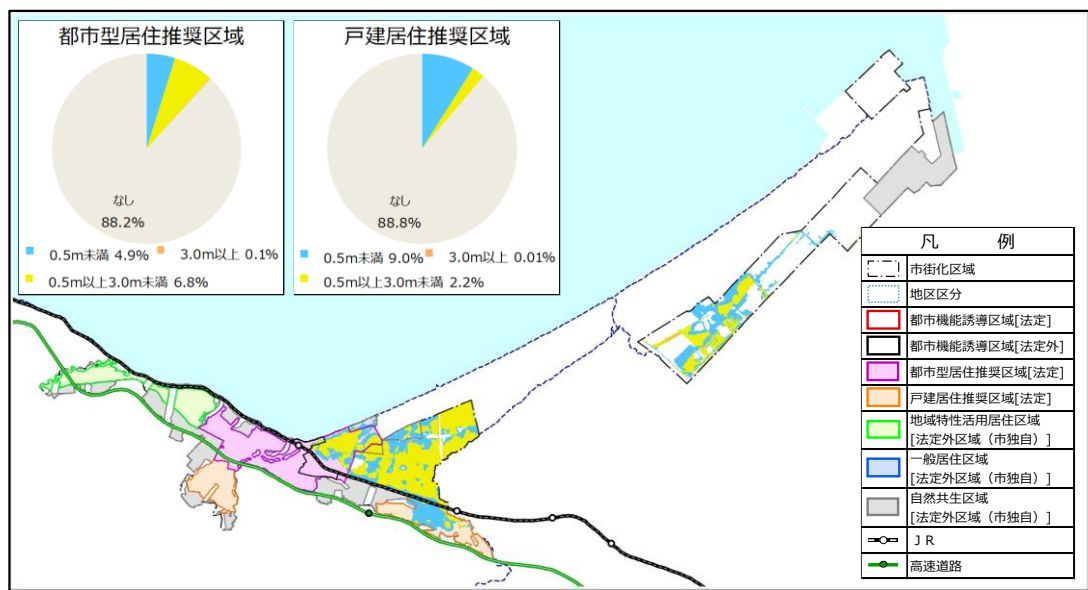 都市型居住推奨区域
なし
88.2%
0.5m未満 4.9% 3.0m以上 0.1%
0.5m以上3.0m未満 6.8%
戸建居住推奨区域
なし
88.8%
0.5m未満 9.0% 3.0m以上 0.01%
0.5m以上3.0m未満 2.2%
凡 例
市街化区域
地区区分
都市機能誘導区域[法定]
都市機能誘導区域[法定外]
都市型居住推奨区域[法定]
戸建居住推奨区域[法定]
地域特性活用居住区域
[法定外区域（市独自）]
一般居住区域
[法定外区域（市独自）]
自然共生区域
[法定外区域（市独自）]
ＪＲ
高速道路